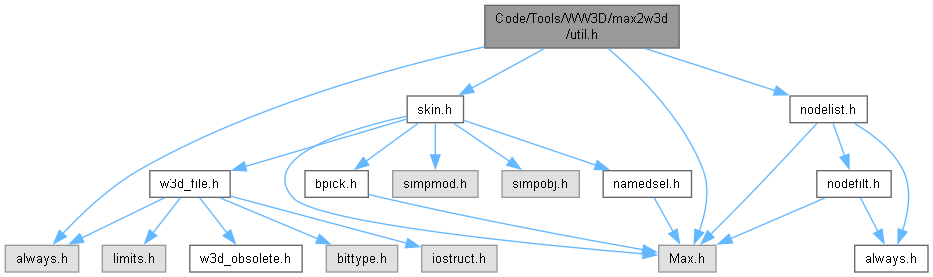 Code/Tools/WW3D/max2w3d
/util.h
skin.h
nodelist.h
w3d_file.h
bpick.h
simpmod.h
simpobj.h
namedsel.h
nodefilt.h
always.h
limits.h
w3d_obsolete.h
bittype.h
iostruct.h
Max.h
always.h